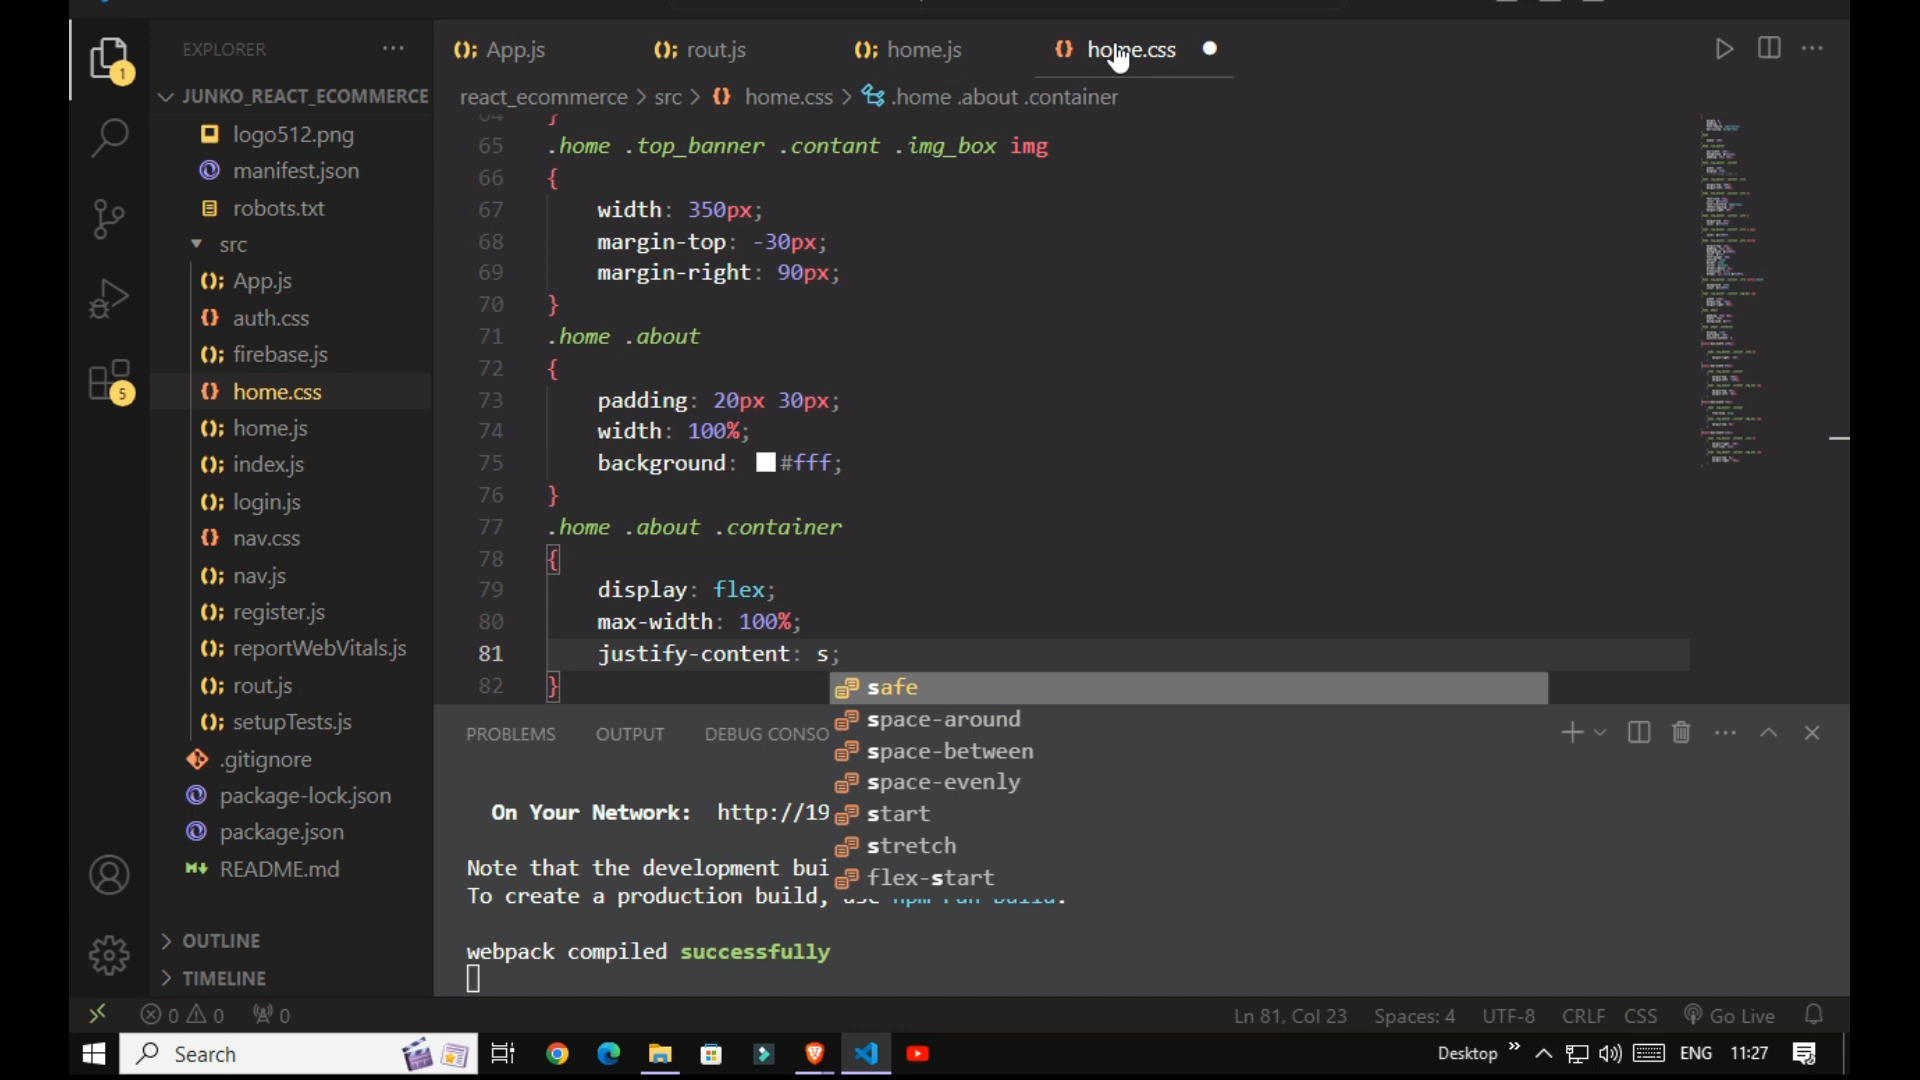 EXPLORER
App.js
rout.js
home.js
home.css
JUNKO_REACT_ECOMMERCE
react_ecommerce > src > home.css > .home .about .container
logo512.png
manifest.json
robots.txt
src
App.js
auth.css
firebase.js
home.css
home.js
index.js
login.js
nav.css
nav.js
register.js
reportWebVitals.js
rout.js
setupTests.js
.gitignore
package-lock.json
package.json
README.md
OUTLINE
TIMELINE
1
5
64 }
65 .home .top_banner .contant .img_box img
66 {
67 width: 350px;
68 margin-top: -30px;
69 margin-right: 90px;
70 }
71 .home .about
72 {
73 padding: 20px 30px;
74 width: 100%;
75 background: #fff;
76 }
77 .home .about .container
78 {
79 display: flex;
80 max-width: 100%;
81 justify-content: s;
82 }
safe
space-around
space-between
space-evenly
start
stretch
flex-start
PROBLEMS OUTPUT DEBUG CONSO
On Your Network: http://19
Note that the development bui
To create a production build, use npm run build.
webpack compiled successfully
0 0 0
Ln 81, Col 23 Spaces: 4 UTF-8 CRLF CSS Go Live
Search
Desktop ENG 11:27